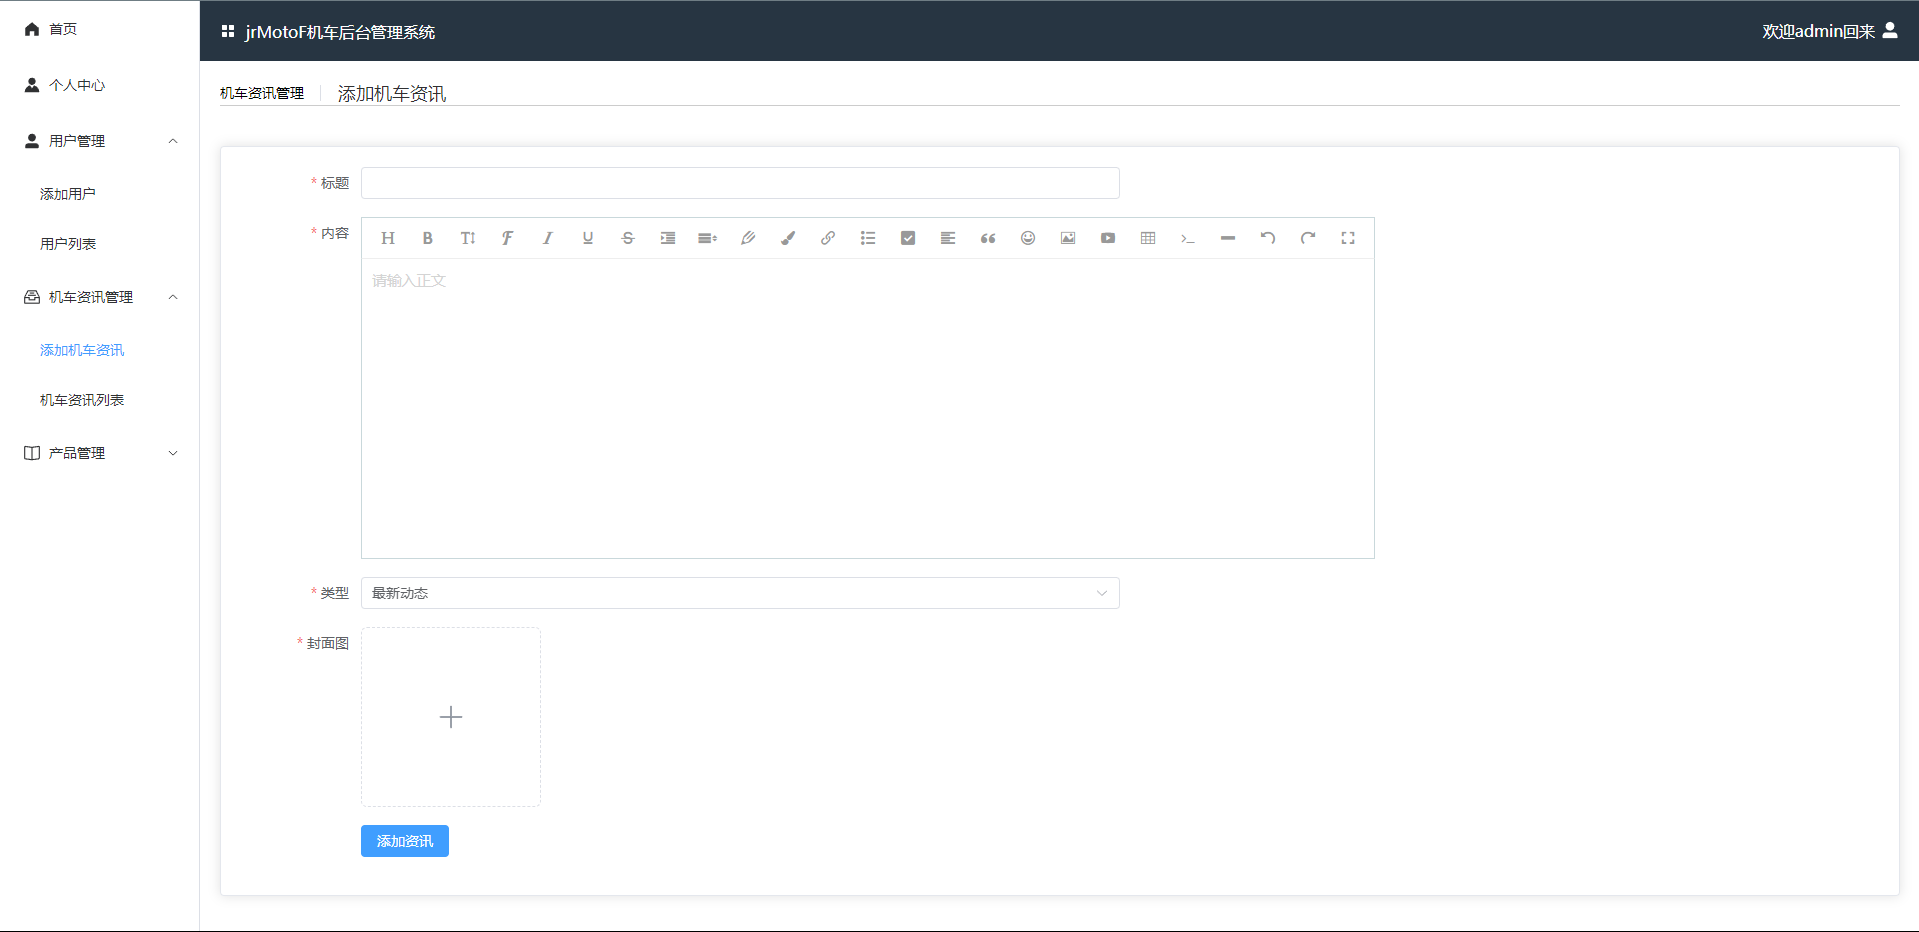 首页
个人中心
用户管理
添加用户
用户列表
机车资讯管理
添加机车资讯
机车资讯列表
产品管理
jrMotoF机车后台管理系统
欢迎admin回来
机车资讯管理
添加机车资讯
* 标题
* 内容
请输入正文
* 类型
最新动态
* 封面图
添加资讯